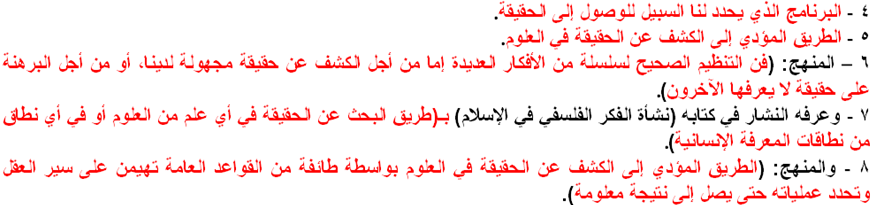 ٤ - البرنامج الذي يحدد لنا السبيل للوصول إلى الحقيقة.
٥ - الطريق المؤدي إلى الكشف عن الحقيقة في العلوم.
٦ – المنهج: (فن التنظيم الصحيح لسلسلة من الأفكار العديدة إما من أجل الكشف عن حقيقة مجهولة لدينا، أو من أجل البرهنة
على حقيقة لا يعرفها الآخرون).
٧ - وعرفه النشار في كتابه (نشأة الفكر الفلسفي في الإسلام) بـ(طريق البحث عن الحقيقة في أي علم من العلوم أو في أي نطاق
من نطاقات المعرفة الإنسانية).
٨ - والمنهج: (الطريق المؤدي إلى الكشف عن الحقيقة في العلوم بواسطة طائفة من القواعد العامة تهيمن على سير العقل
وتحدد عملياته حتى يصل إلى نتيجة معلومة).